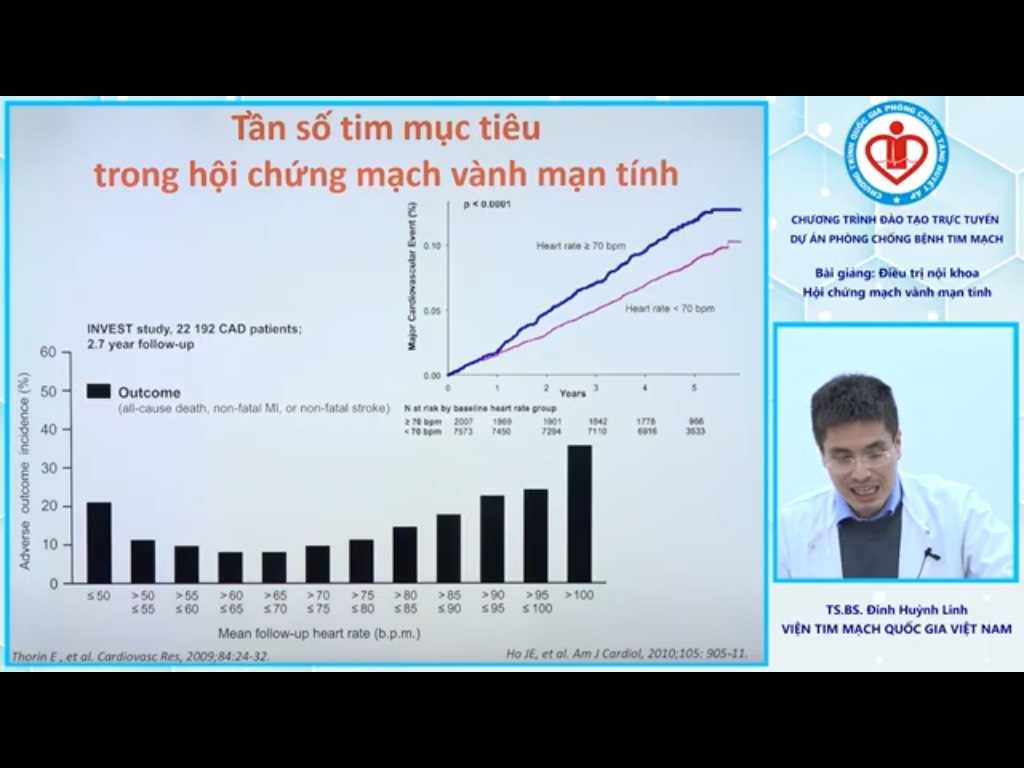 Tần số tim mục tiêu
trong hội chứng mạch vành mạn tính
p < 0.0001
Major Cardiovascular Event (%)
0.10
0.05
0.00
Heart rate ≥ 70 bpm
Heart rate < 70 bpm
0 1 2 3 4 5
Years
N at risk by baseline heart rate group
≥ 70 bpm 2007 1969 1901 1842 1778 966
< 70 bpm 7573 7450 7294 7110 6916 3533
INVEST study, 22 192 CAD patients;
2.7 year follow-up
Outcome
(all-cause death, non-fatal MI, or non-fatal stroke)
Adverse outcome incidence (%)
60
50
40
30
20
10
0
≤ 50 > 50 > 55 > 60 > 65 > 70 > 75 > 80 > 85 > 90 > 95 > 100
≤ 55 ≤ 60 ≤ 65 ≤ 70 ≤ 75 ≤ 80 ≤ 85 ≤ 90 ≤ 95 ≤ 100
Mean follow-up heart rate (b.p.m.)
Thorin E , et al. Cardiovasc Res, 2009;84:24-32.
Ho JE, et al. Am J Cardiol, 2010;105: 905-11.
CHƯƠNG TRÌNH QUỐC GIA PHÒNG CHỐNG TĂNG HUYẾT ÁP
CHƯƠNG TRÌNH ĐÀO TẠO TRỰC TUYẾN
DỰ ÁN PHÒNG CHỐNG BỆNH TIM MẠCH
Bài giảng: Điều trị nội khoa
Hội chứng mạch vành mạn tính
TS.BS. Đinh Huỳnh Linh
VIỆN TIM MẠCH QUỐC GIA VIỆT NAM